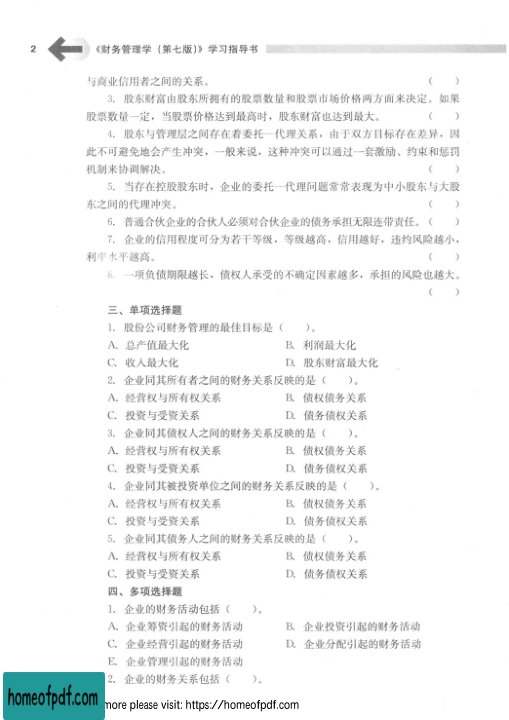 2 《财务管理学（第七版）》学习指导书
与商业信用者之间的关系。 （　　）
3. 股东财富由股东所拥有的股票数量和股票市场价格两方面来决定。如果
股票数量一定，当股票价格达到最高时，股东财富也达到最大。 （　　）
4. 股东与管理层之间存在着委托—代理关系，由于双方目标存在差异，因
此不可避免地会产生冲突，一般来说，这种冲突可以通过一套激励、约束和惩罚
机制来协调解决。 （　　）
5. 当存在控股股东时，企业的委托—代理问题常常表现为中小股东与大股
东之间的代理冲突。 （　　）
6. 普通合伙企业的合伙人必须对合伙企业的债务承担无限连带责任。（　　）
7. 企业的信用程度可分为若干等级，等级越高，信用越好，违约风险越小，
利率水平越高。 （　　）
8. 一项负债期限越长，债权人承受的不确定因素越多，承担的风险也越大。
（　　）
三、单项选择题
1. 股份公司财务管理的最佳目标是（　　）。
A. 总产值最大化 B. 利润最大化
C. 收入最大化 D. 股东财富最大化
2. 企业同其所有者之间的财务关系反映的是（　　）。
A. 经营权与所有权关系 B. 债权债务关系
C. 投资与受资关系 D. 债务债权关系
3. 企业同其债权人之间的财务关系反映的是（　　）。
A. 经营权与所有权关系 B. 债权债务关系
C. 投资与受资关系 D. 债务债权关系
4. 企业同其被投资单位之间的财务关系反映的是（　　）。
A. 经营权与所有权关系 B. 债权债务关系
C. 投资与受资关系 D. 债务债权关系
5. 企业同其债务人之间的财务关系反映的是（　　）。
A. 经营权与所有权关系 B. 债权债务关系
C. 投资与受资关系 D. 债务债权关系
四、多项选择题
1. 企业的财务活动包括（　　）。
A. 企业筹资引起的财务活动 B. 企业投资引起的财务活动
C. 企业经营引起的财务活动 D. 企业分配引起的财务活动
E. 企业管理引起的财务活动
2. 企业的财务关系包括（　　）。
homeofpdf.com
more please visit: https://homeofpdf.com